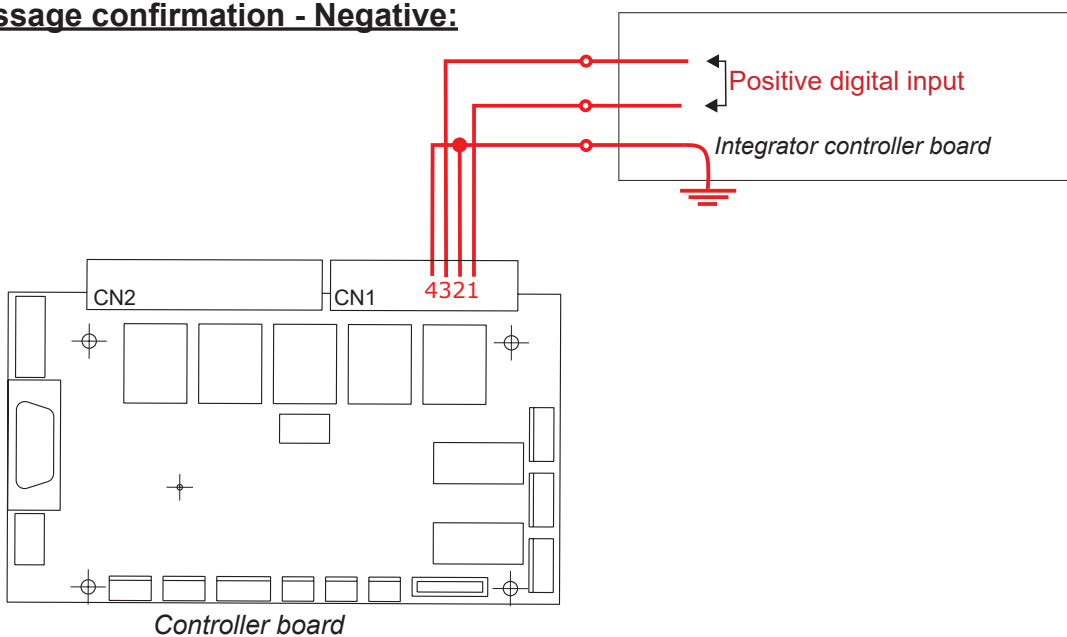 ssage confirmation - Negative:
Positive digital input
Integrator controller board
CN2
CN1
4321
Controller board